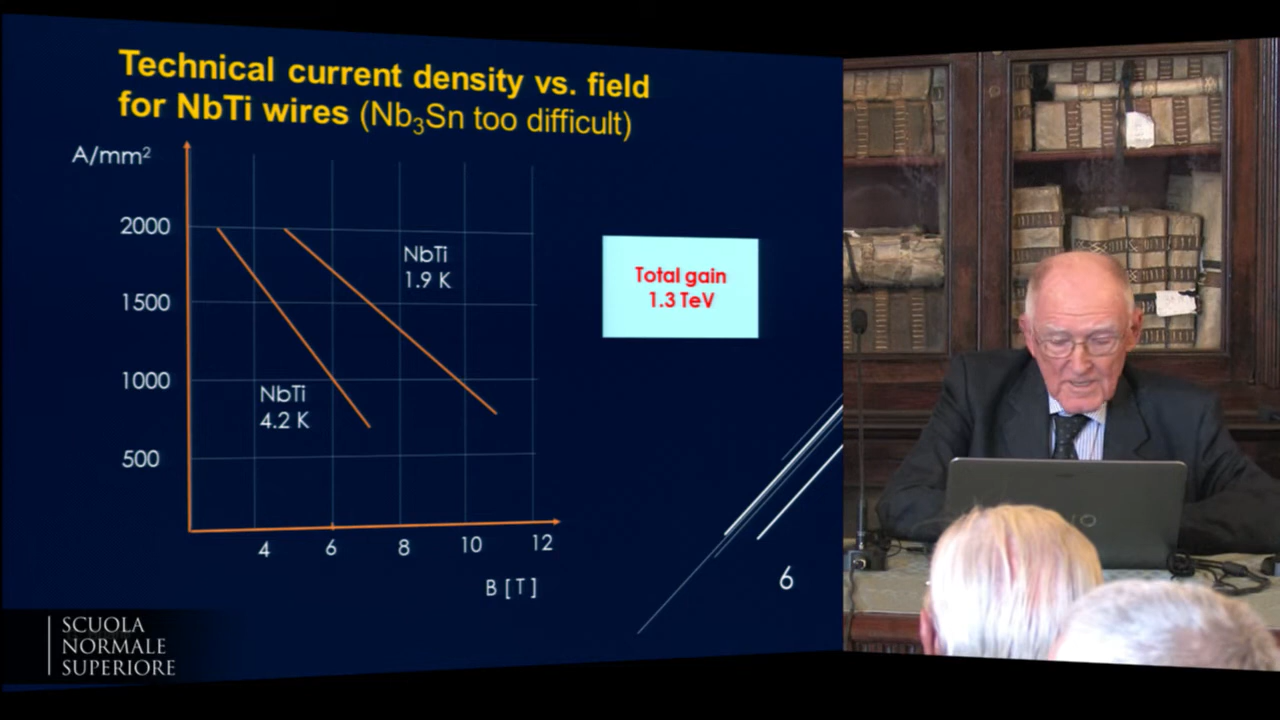 Technical current density vs. field
for NbTi wires (Nb₃Sn too difficult)
A/mm²
2000
1500
1000
500
NbTi
1.9 K
NbTi
4.2 K
4 6 8 10 12
B [ T ]
Total gain
1.3 TeV
6
SCUOLA
NORMALE
SUPERIORE